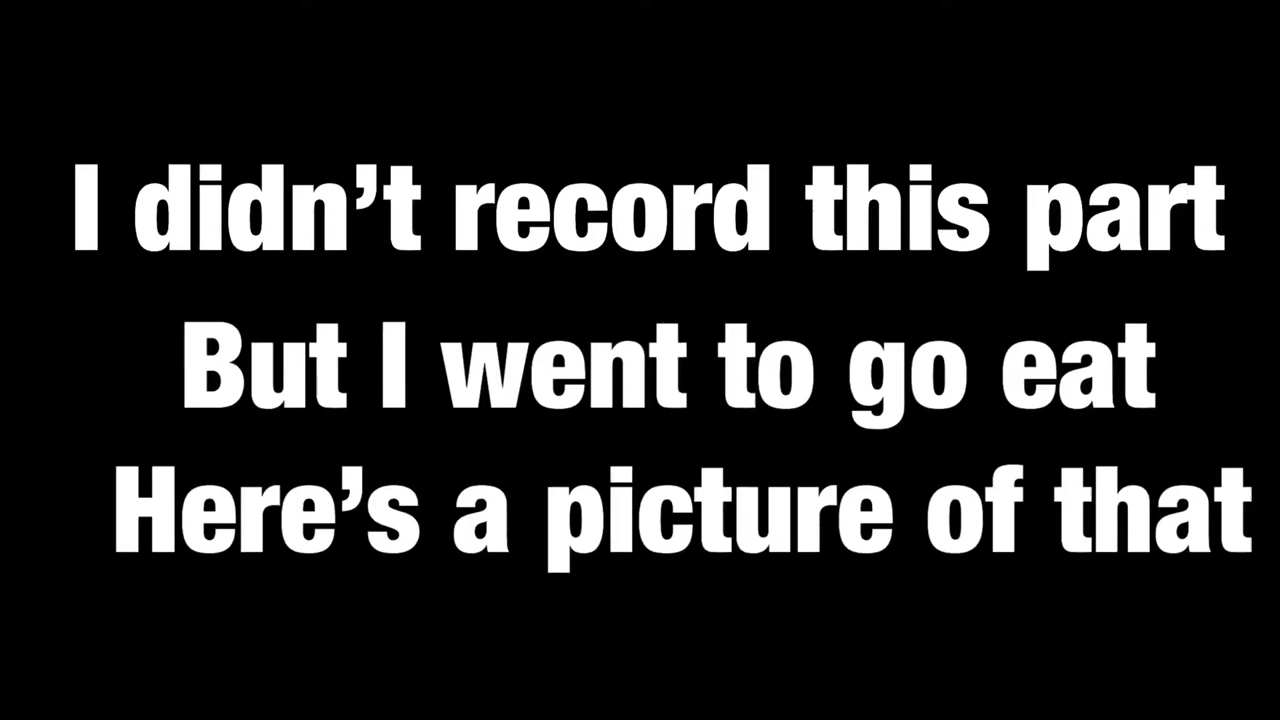 I didn’t record this part
But I went to go eat
Here’s a picture of that